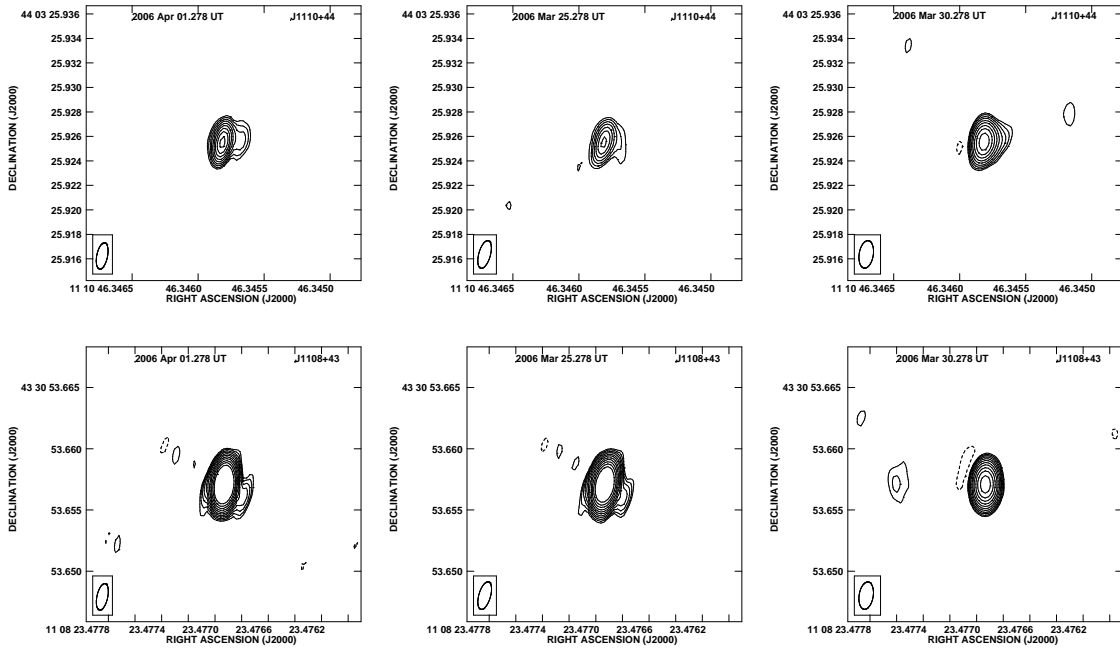 2006 Apr 01.278 UT J1110+44
44 03 25.936
25.934
25.932
25.930
25.928
25.926
25.924
25.922
25.920
25.918
25.916
DECLINATION (J2000)
11 10 46.3465 46.3460 46.3455 46.3450
RIGHT ASCENSION (J2000)
2006 Mar 25.278 UT J1110+44
44 03 25.936
25.934
25.932
25.930
25.928
25.926
25.924
25.922
25.920
25.918
25.916
DECLINATION (J2000)
11 10 46.3465 46.3460 46.3455 46.3450
RIGHT ASCENSION (J2000)
2006 Mar 30.278 UT J1110+44
44 03 25.936
25.934
25.932
25.930
25.928
25.926
25.924
25.922
25.920
25.918
25.916
DECLINATION (J2000)
11 10 46.3465 46.3460 46.3455 46.3450
RIGHT ASCENSION (J2000)
2006 Apr 01.278 UT J1108+43
43 30 53.665
53.660
53.655
53.650
DECLINATION (J2000)
11 08 23.4778 23.4774 23.4770 23.4766 23.4762
RIGHT ASCENSION (J2000)
2006 Mar 25.278 UT J1108+43
43 30 53.665
53.660
53.655
53.650
DECLINATION (J2000)
11 08 23.4778 23.4774 23.4770 23.4766 23.4762
RIGHT ASCENSION (J2000)
2006 Mar 30.278 UT J1108+43
43 30 53.665
53.660
53.655
53.650
DECLINATION (J2000)
11 08 23.4778 23.4774 23.4770 23.4766 23.4762
RIGHT ASCENSION (J2000)